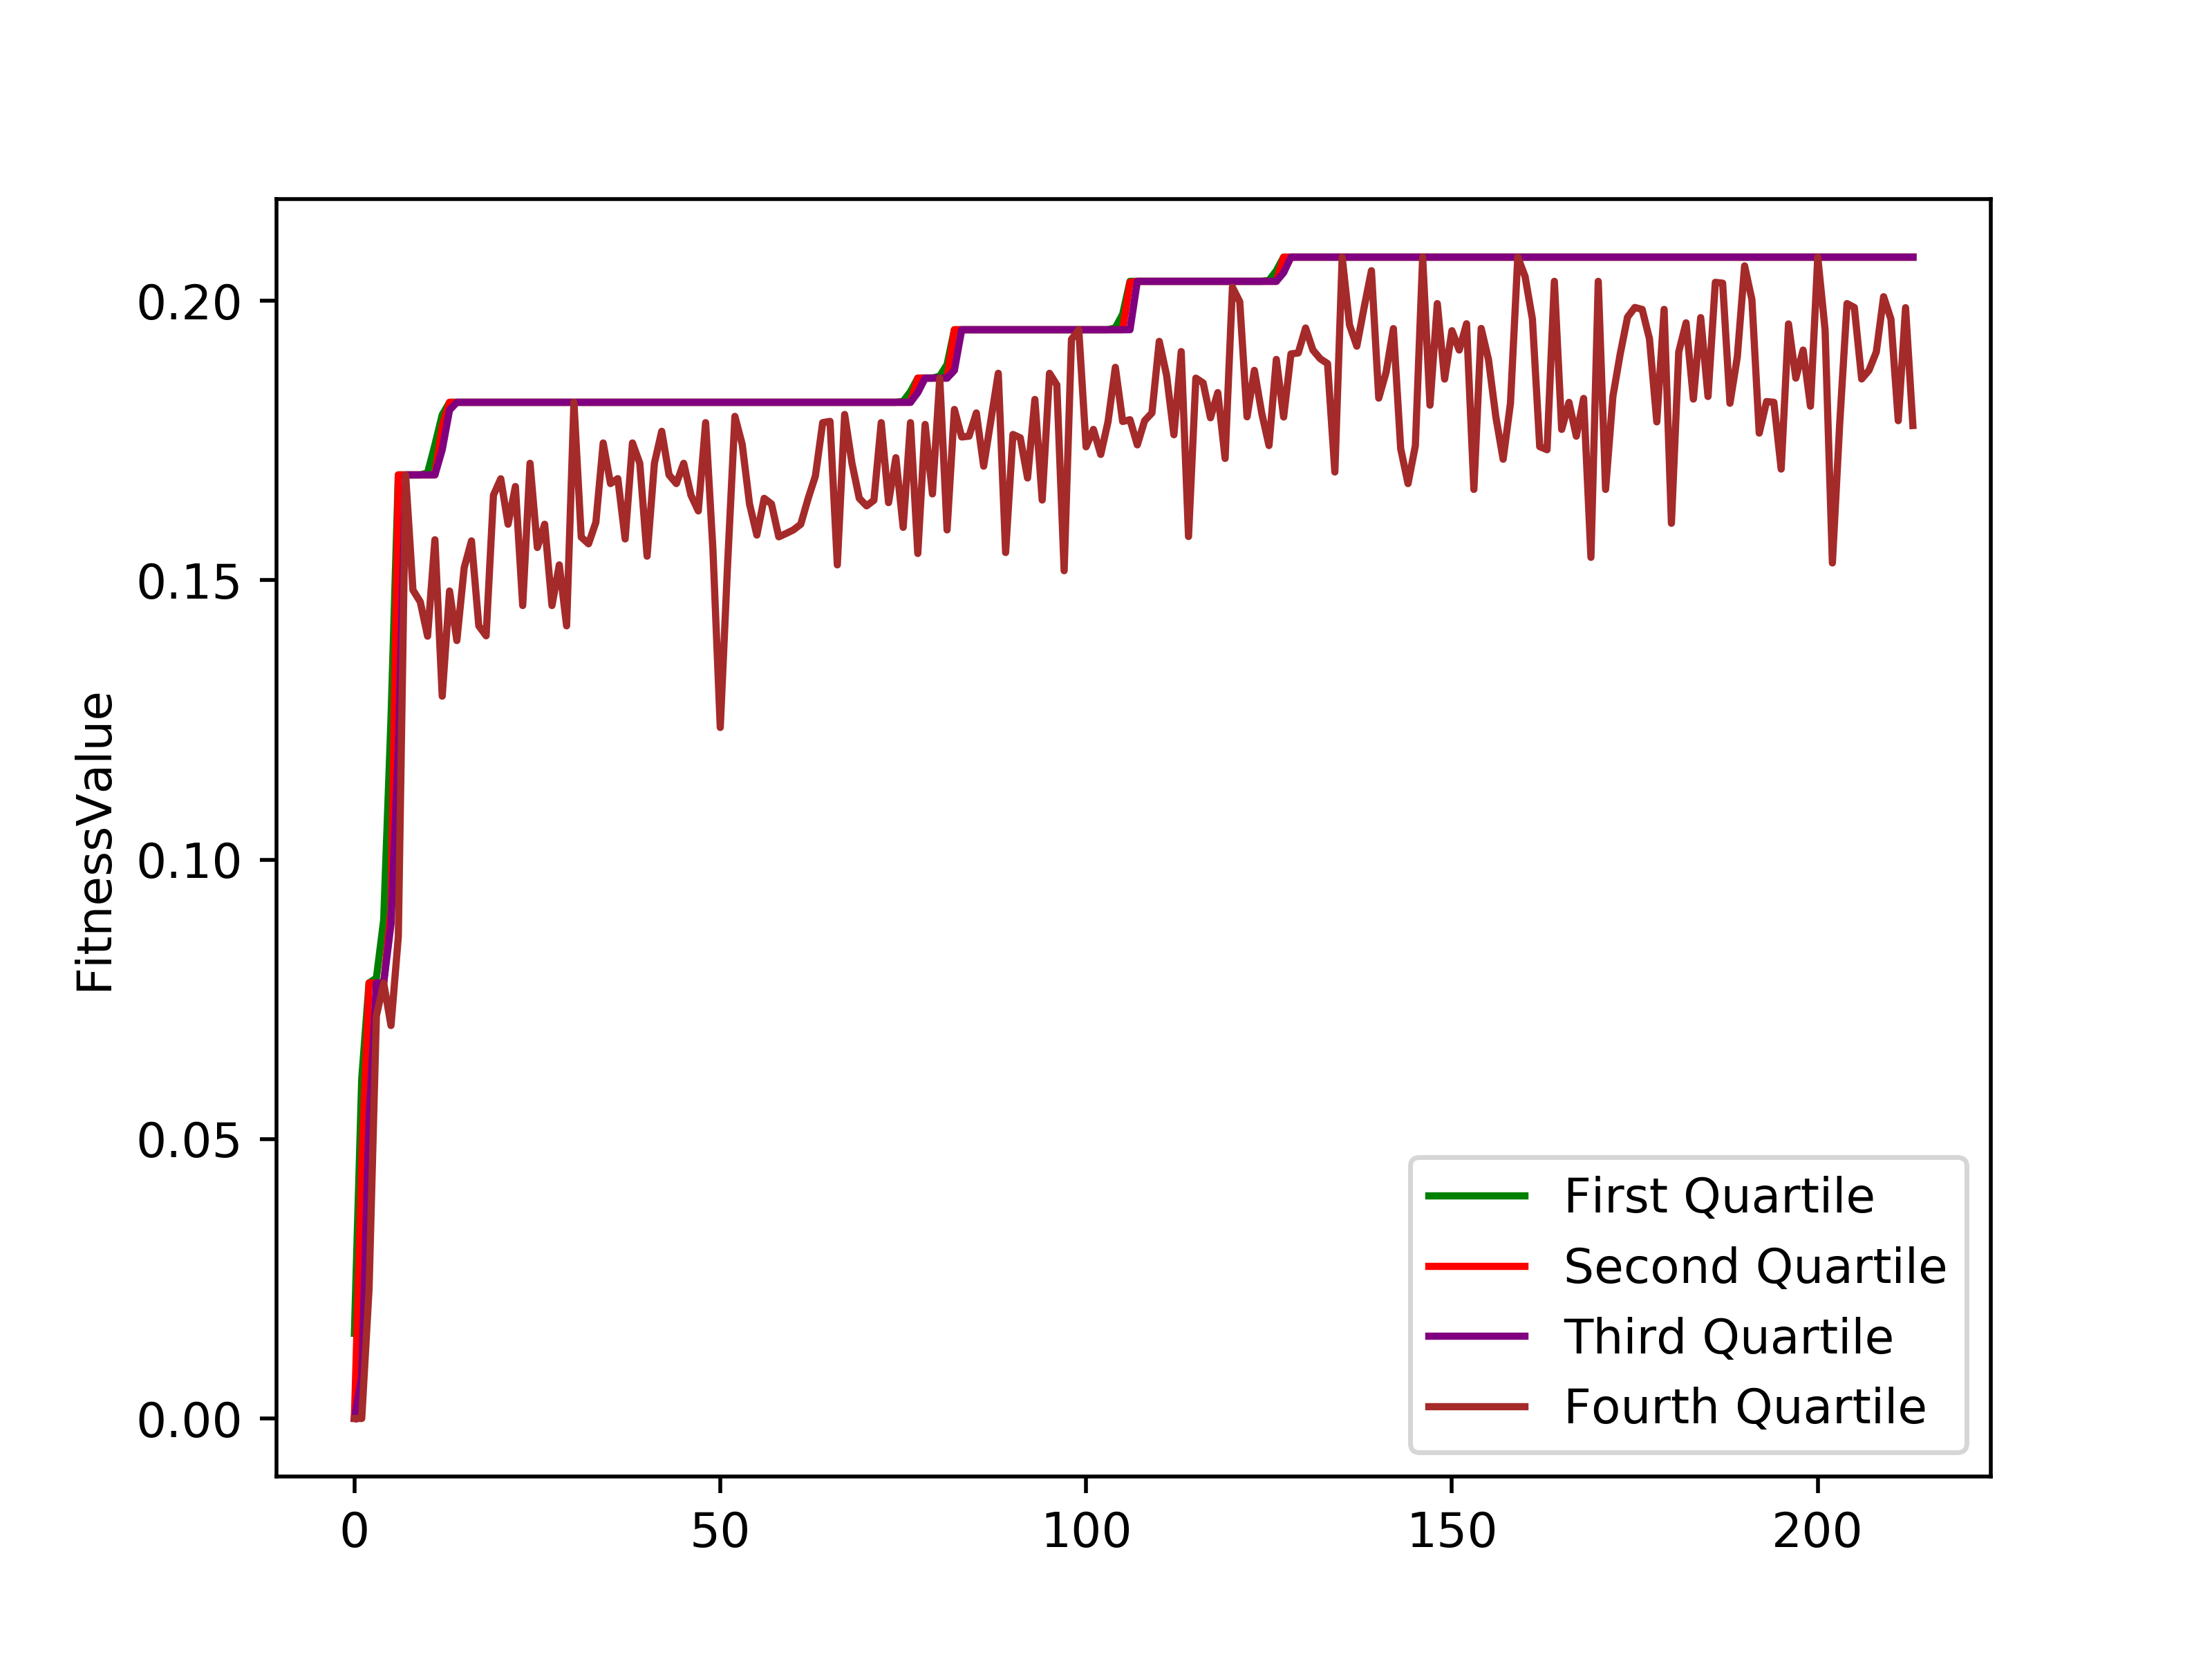 FitnessValue
0.20
0.15
0.10
0.05
0.00
0 50 100 150 200
First Quartile
Second Quartile
Third Quartile
Fourth Quartile